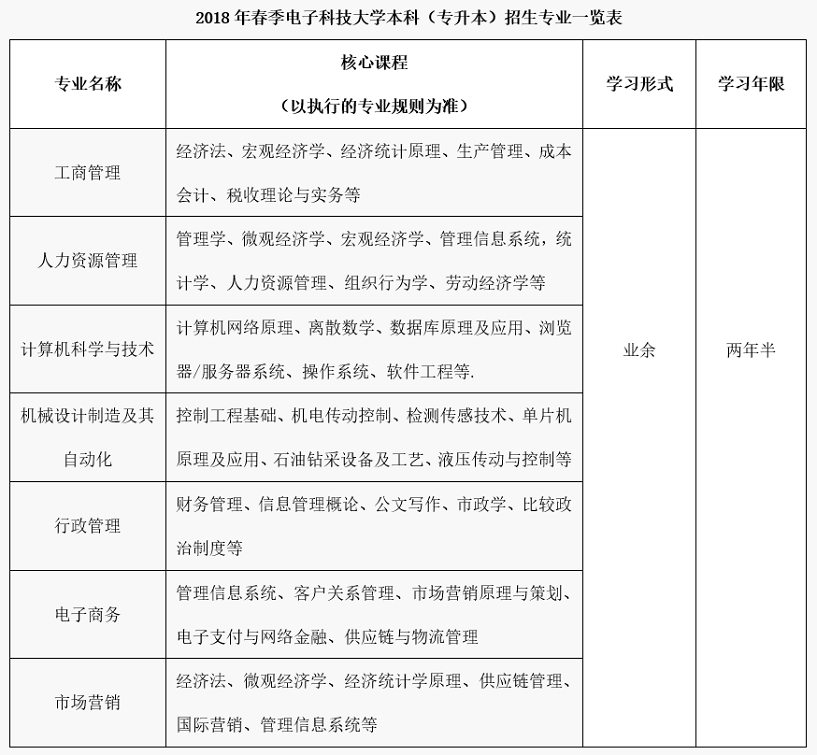 2018 年春季电子科技大学本科（专升本）招生专业一览表
专业名称
核心课程
（以执行的专业规则为准）
学习形式
学习年限
工商管理
经济法、宏观经济学、经济统计原理、生产管理、成本
会计、税收理论与实务等
人力资源管理
管理学、微观经济学、宏观经济学、管理信息系统，统
计学、人力资源管理、组织行为学、劳动经济学等
计算机科学与技术
计算机网络原理、离散数学、数据库原理及应用、浏览
器/服务器系统、操作系统、软件工程等.
业余
两年半
机械设计制造及其
自动化
控制工程基础、机电传动控制、检测传感技术、单片机
原理及应用、石油钻采设备及工艺、液压传动与控制等
行政管理
财务管理、信息管理概论、公文写作、市政学、比较政
治制度等
电子商务
管理信息系统、客户关系管理、市场营销原理与策划、
电子支付与网络金融、供应链与物流管理
市场营销
经济法、微观经济学、经济统计学原理、供应链管理、
国际营销、管理信息系统等